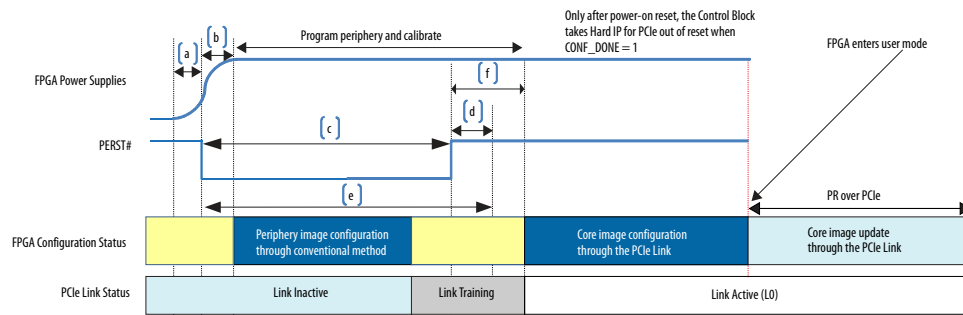 Only after power-on reset, the Control Block
takes Hard IP for PCIe out of reset when
CONF_DONE = 1
FPGA enters user mode
[b]
Program periphery and calibrate
[a]
[f]
FPGA Power Supplies
[d]
[c]
PERST#
[e]
PR over PCIe
FPGA Configuration Status
Periphery image configuration
through conventional method
Core image configuration
through the PCIe Link
Core image update
through the PCIe Link
PCIe Link Status
Link Inactive
Link Training
Link Active (L0)